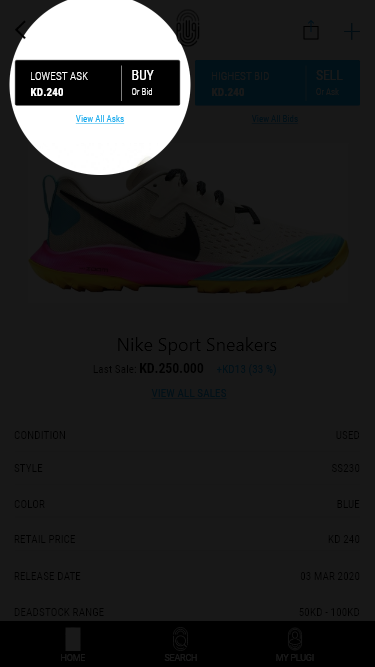 LOWEST ASK
KD.240
BUY
Or Bid
HIGHEST BID
KD.240
SELL
Or Ask
View All Asks
View All Bids
Nike Sport Sneakers
Last Sale: KD.250.000 +KD13 (33 %)
VIEW ALL SALES
CONDITION USED
STYLE SS230
COLOR BLUE
RETAIL PRICE KD.240
RELEASE DATE 03 MAR 2020
DEADSTOCK RANGE 50KD - 100KD
HOME SEARCH MY PLUGI